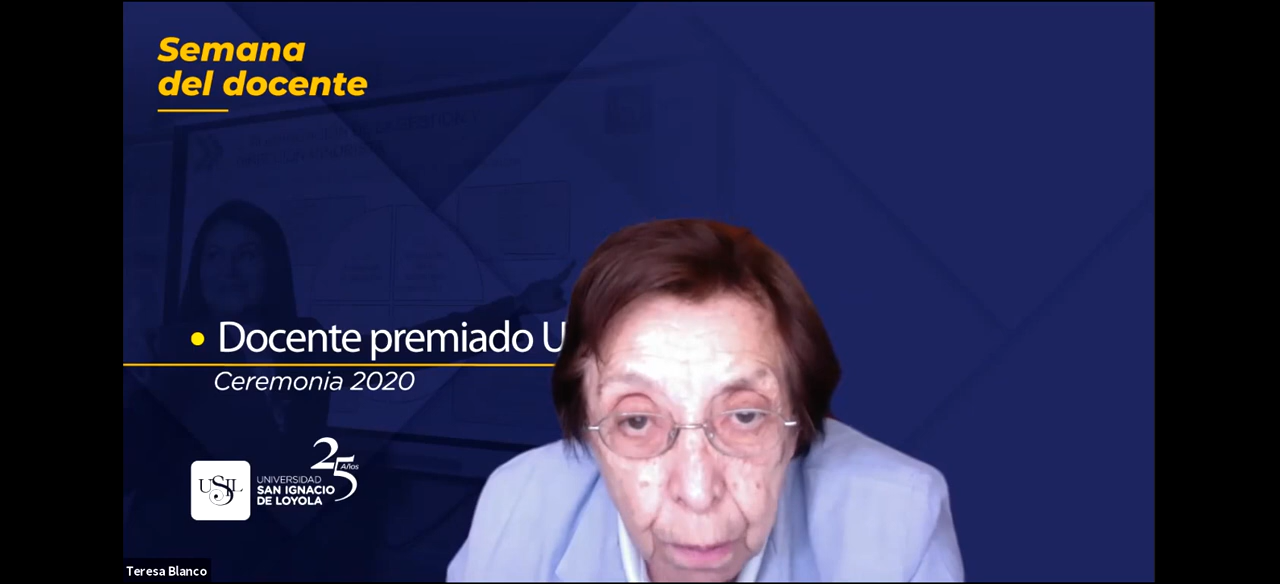 Semana
del docente
Docente premiado U
Ceremonia 2020
USIL
UNIVERSIDAD
SAN IGNACIO
DE LOYOLA
25
Años
Teresa Blanco